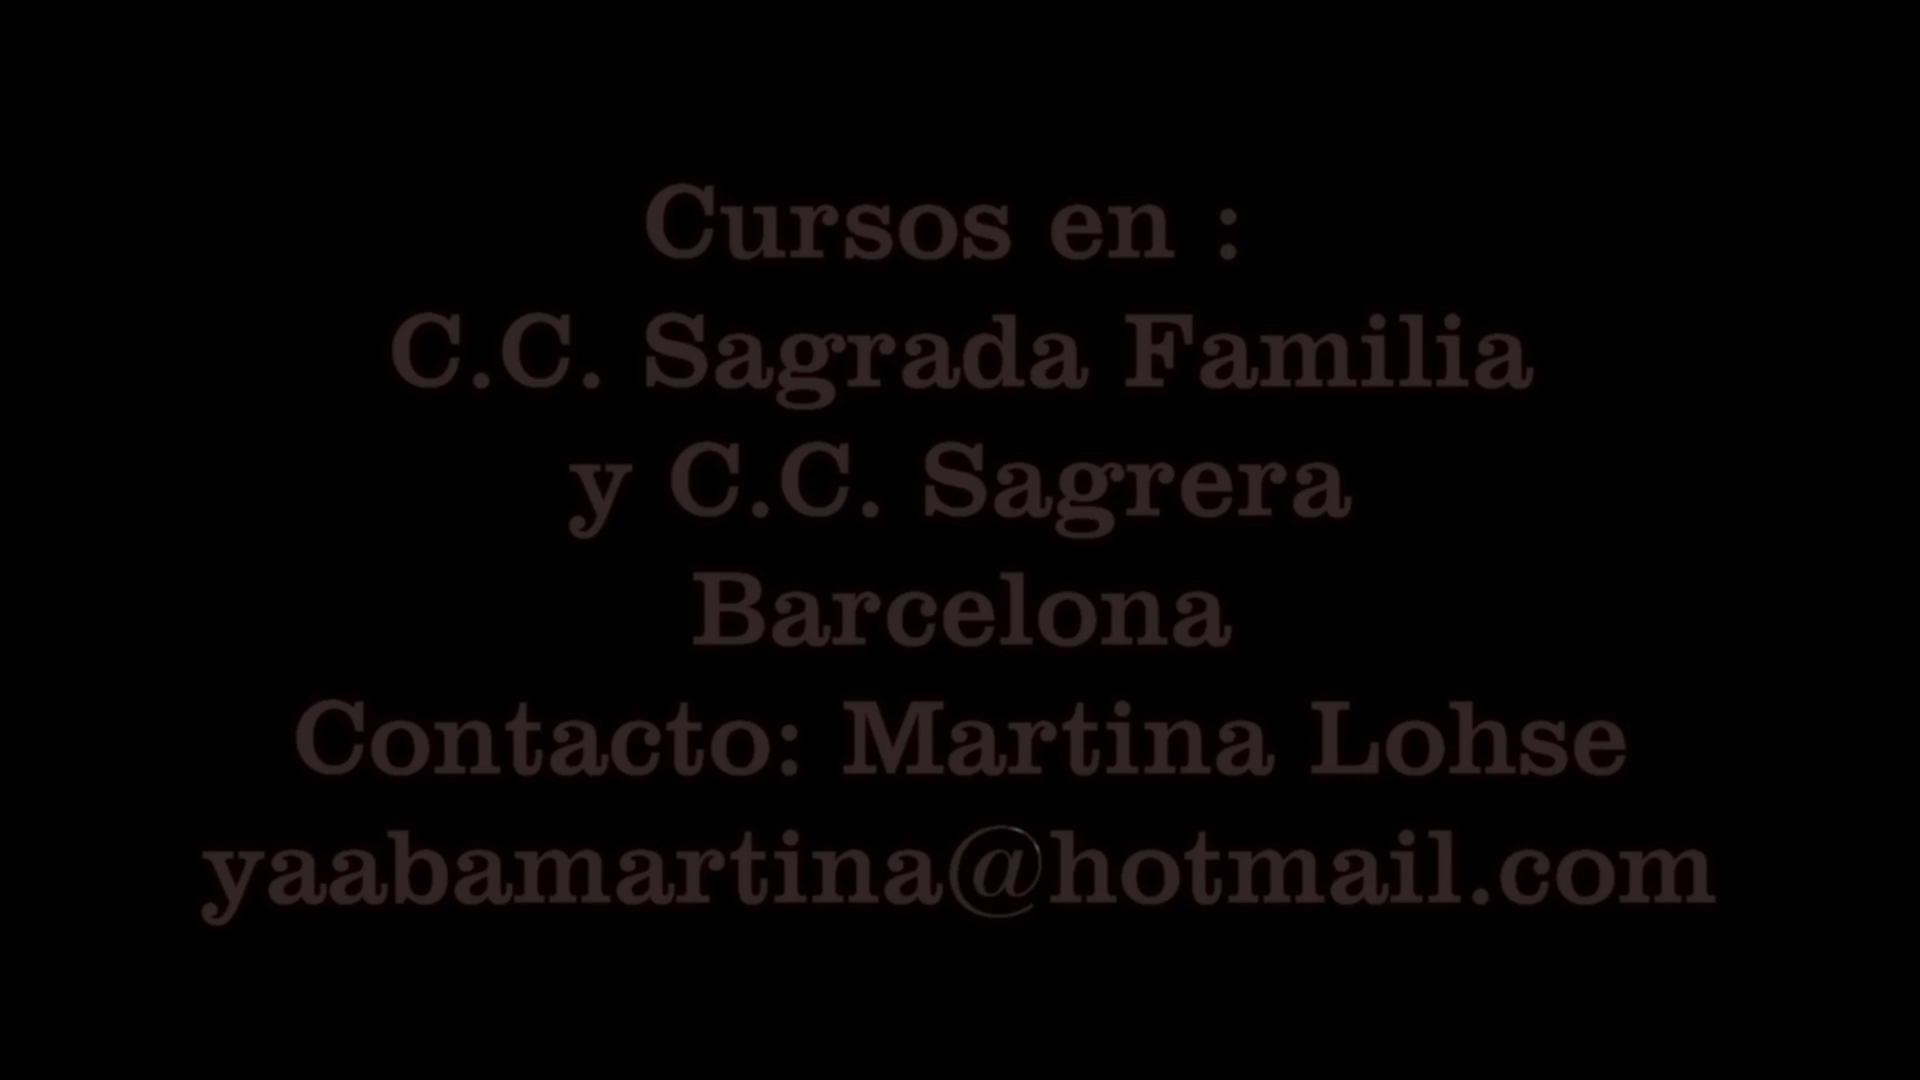 Cursos en :
C.C. Sagrada Familia
y C.C. Sagrera
Barcelona
Contacto: Martina Lohse
yaabamartina@hotmail.com